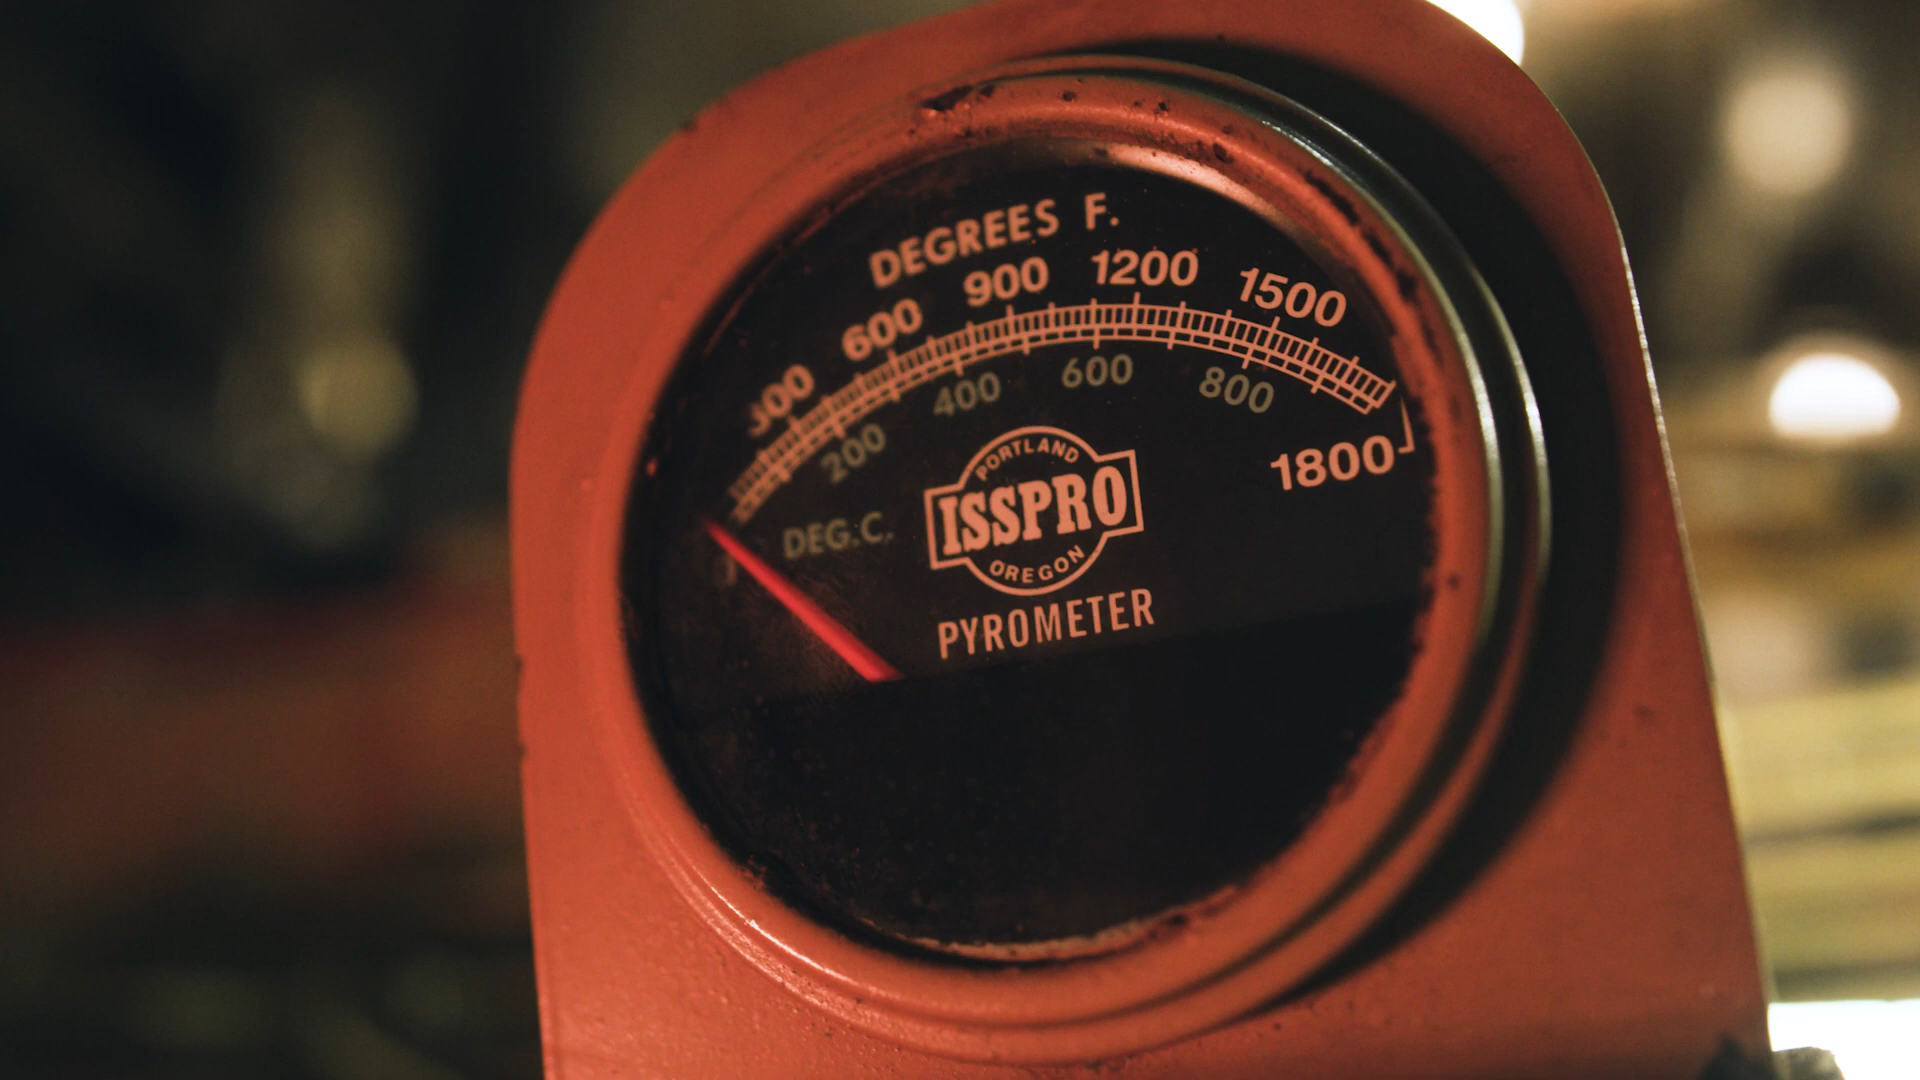 DEGREES F.
300 600 900 1200 1500
1800
200 400 600 800
DEG.C.
PORTLAND
ISSPRO
OREGON
PYROMETER